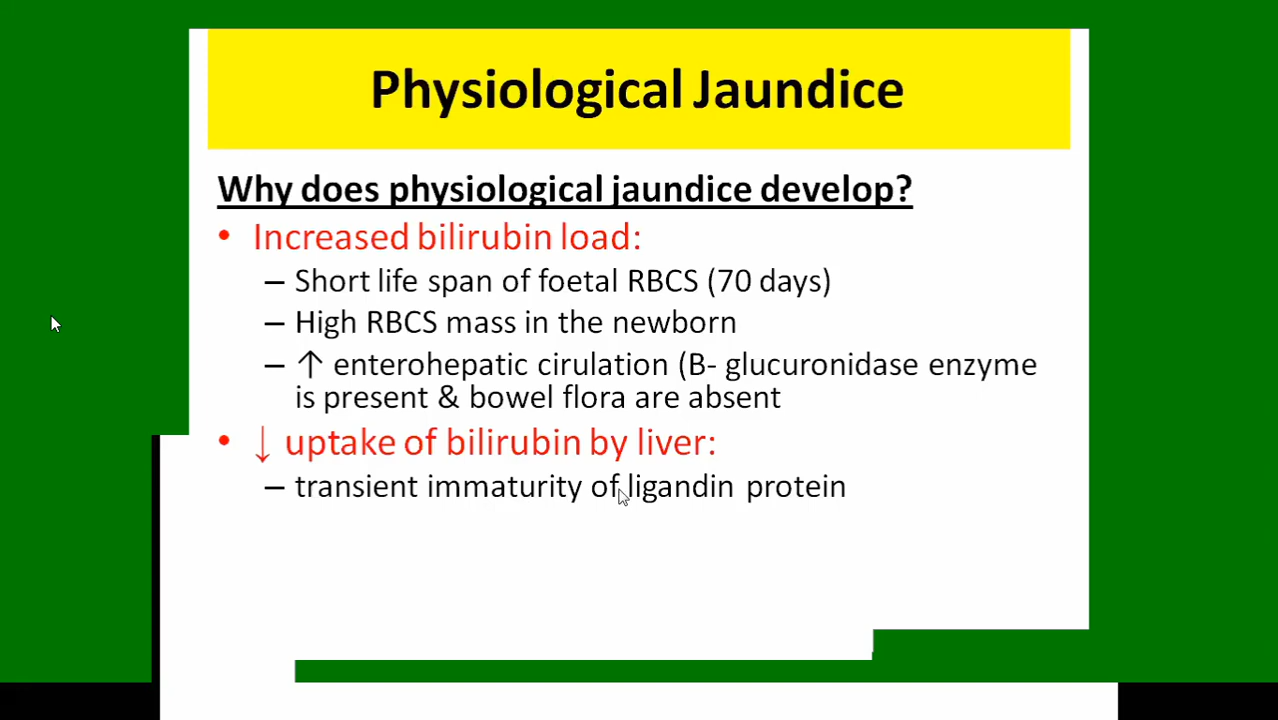 Physiological Jaundice
Why does physiological jaundice develop?
• Increased bilirubin load:
– Short life span of foetal RBCS (70 days)
– High RBCS mass in the newborn
– ↑ enterohepatic cirulation (B- glucuronidase enzyme
is present & bowel flora are absent
• ↓ uptake of bilirubin by liver:
– transient immaturity of ligandin protein